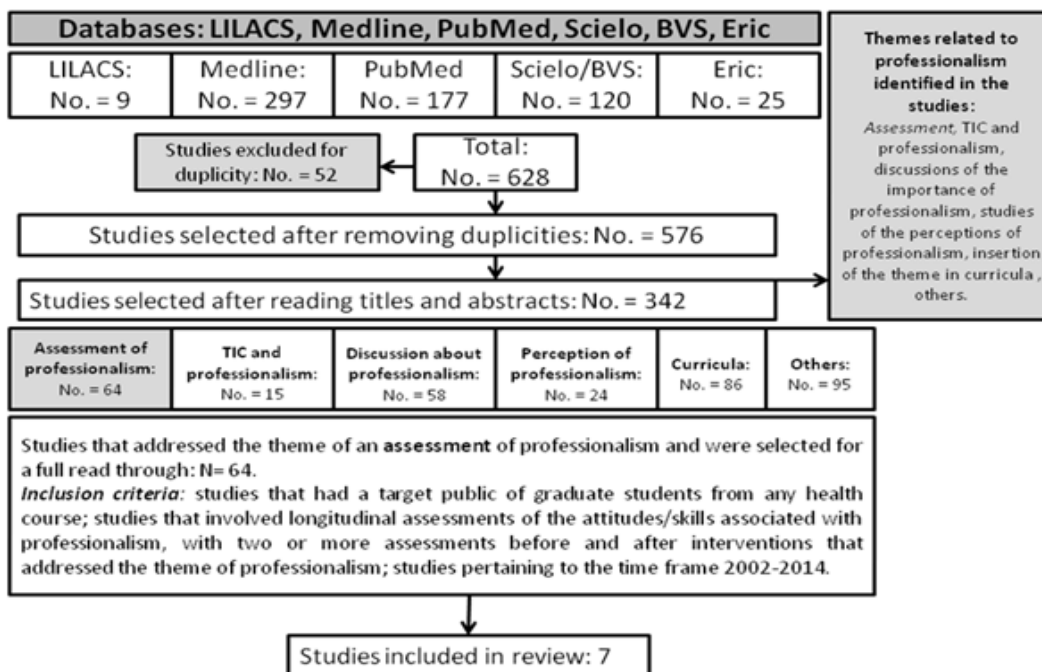 Databases: LILACS, Medline, PubMed, Scielo, BVS, Eric
LILACS:
No. = 9
Medline:
No. = 297
PubMed
No. = 177
Scielo/BVS:
No. = 120
Eric:
No. = 25
Themes related to
professionalism
identified in the
studies:
Assessment, TIC and
professionalism,
discussions of the
importance of
professionalism, studies
of the perceptions of
professionalism, insertion
of the theme in curricula ,
others.
Studies excluded for
duplicity: No. = 52
Total:
No. = 628
Studies selected after removing duplicities: No. = 576
Studies selected after reading titles and abstracts: No. = 342
Assessment of
professionalism:
No. = 64
TIC and
professionalism:
No. = 15
Discussion about
professionalism:
No. = 58
Perception of
professionalism:
No. = 24
Curricula:
No. = 86
Others:
No. = 95
Studies that addressed the theme of an assessment of professionalism and were selected for
a full read through: N= 64.
Inclusion criteria: studies that had a target public of graduate students from any health
course; studies that involved longitudinal assessments of the attitudes/skills associated with
professionalism, with two or more assessments before and after interventions that
addressed the theme of professionalism; studies pertaining to the time frame 2002-2014.
Studies included in review: 7